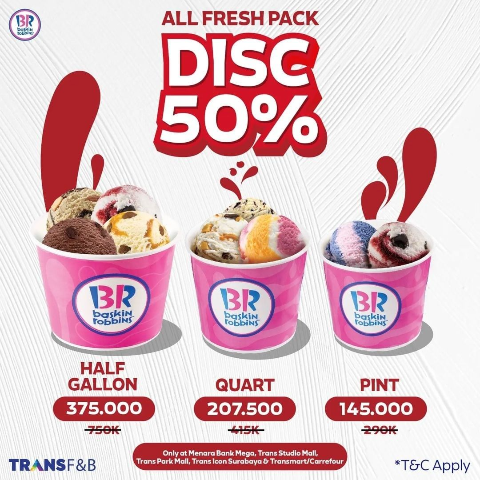 BR
baskin
robbins
ALL FRESH PACK
DISC
50%
BR
baskin
robbins
BR
baskin
robbins
BR
baskin
robbins
HALF
GALLON
375.000
750K
QUART
207.500
415K
PINT
145.000
290K
Only at Menara Bank Mega, Trans Studio Mall,
Trans Park Mall, Trans Icon Surabaya & Transmart/Carrefour
TRANS F&B
*T&C Apply